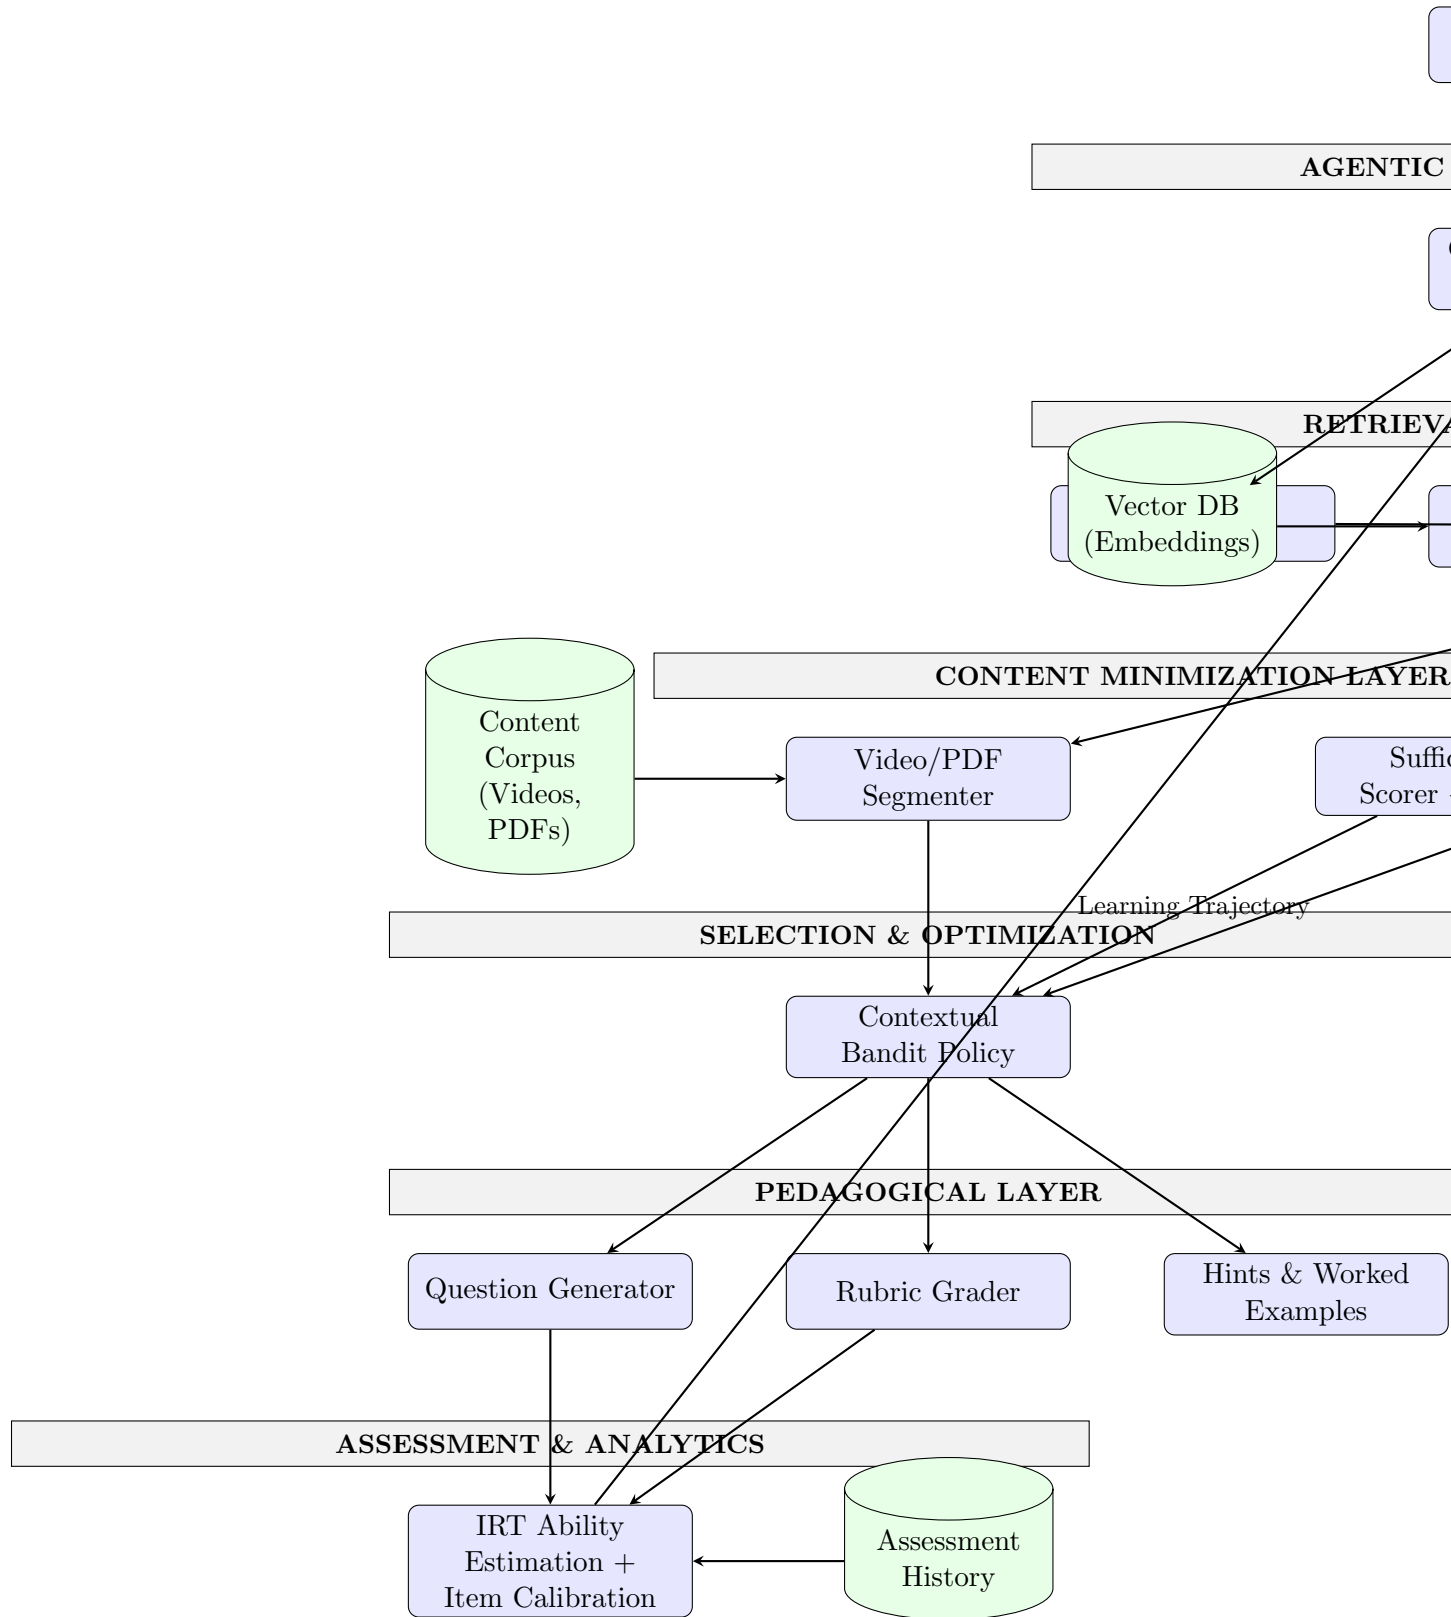 AGENTIC
Vector DB
(Embeddings)
Content
Corpus
(Videos,
PDFs)
CONTENT MINIMIZATION LAYER
Video/PDF
Segmenter
Scorer
Learning Trajectory
SELECTION & OPTIMIZATION
Contextual
Bandit Policy
PEDAGOGICAL LAYER
Question Generator
Rubric Grader
Hints & Worked
Examples
ASSESSMENT & ANALYTICS
IRT Ability
Estimation +
Item Calibration
Assessment
History